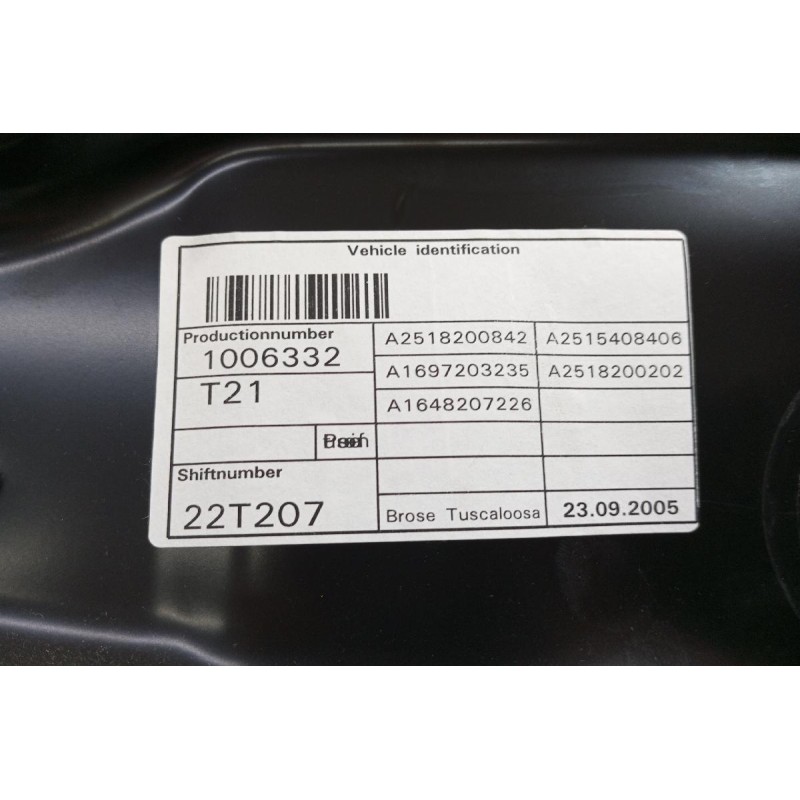 Vehicle identification
Productionnumber
1006332
T21
Shiftnumber
22T207
A2518200842 A2515408406
A1697203235 A2518200202
A1648207226
Brose Tuscaloosa 23.09.2005